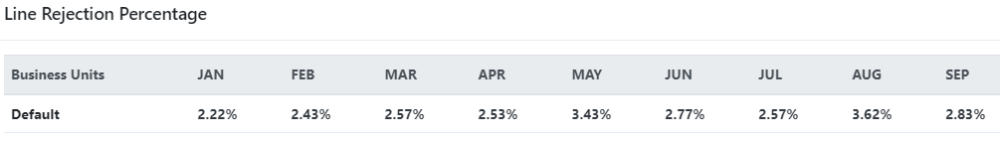 Line Rejection Percentage
Business Units JAN FEB MAR APR MAY JUN JUL AUG SEP
Default 2.22% 2.43% 2.57% 2.53% 3.43% 2.77% 2.57% 3.62% 2.83%